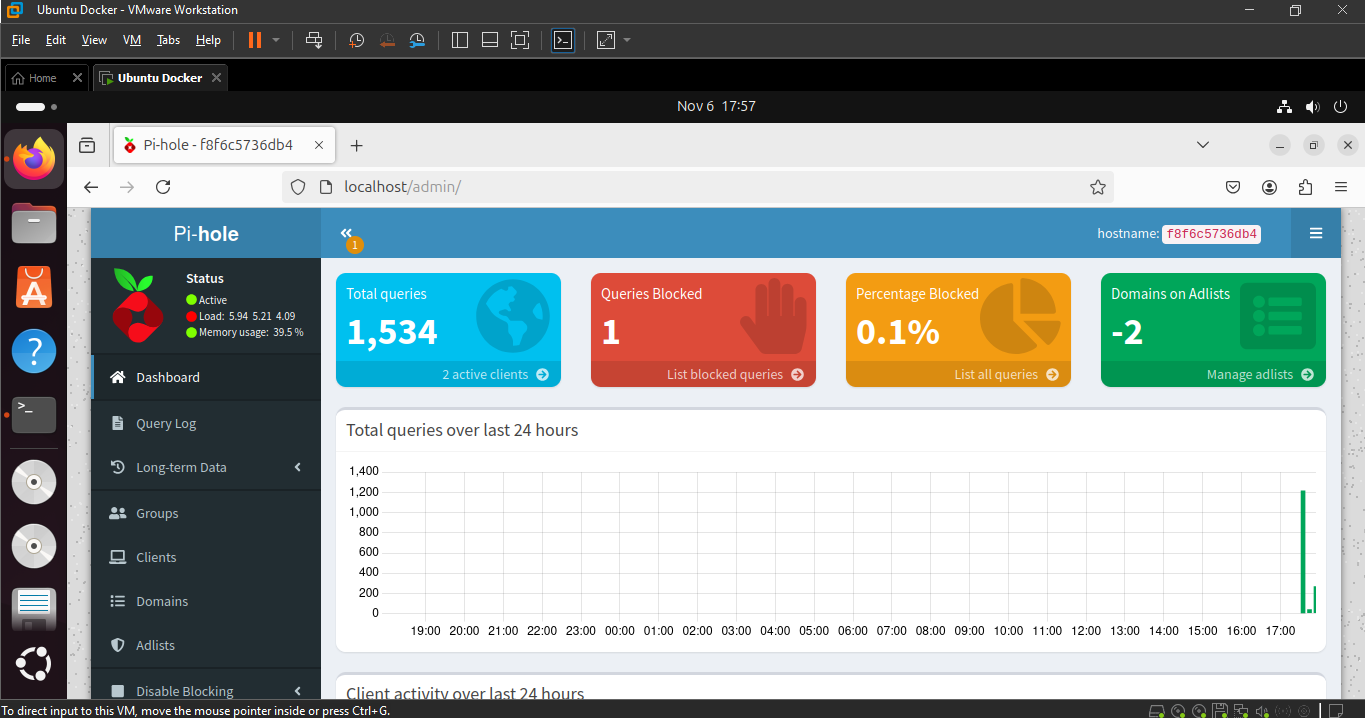 Ubuntu Docker - VMware Workstation
File Edit View VM Tabs Help
Home Ubuntu Docker
Nov 6 17:57
Pi-hole - f8f6c5736db4
localhost/admin/
Pi-hole
1
hostname: f8f6c5736db4
Status
Active
Load: 5.94 5.21 4.09
Memory usage: 39.5 %
Dashboard
Query Log
Long-term Data
Groups
Clients
Domains
Adlists
Disable Blocking
Total queries
1,534
2 active clients
Queries Blocked
1
List blocked queries
Percentage Blocked
0.1%
List all queries
Domains on Adlists
-2
Manage adlists
Total queries over last 24 hours
1,400
1,200
1,000
800
600
400
200
0
19:00 20:00 21:00 22:00 23:00 00:00 01:00 02:00 03:00 04:00 05:00 06:00 07:00 08:00 09:00 10:00 11:00 12:00 13:00 14:00 15:00 16:00 17:00
Client activity over last 24 hours
To direct input to this VM, move the mouse pointer inside or press Ctrl+G.